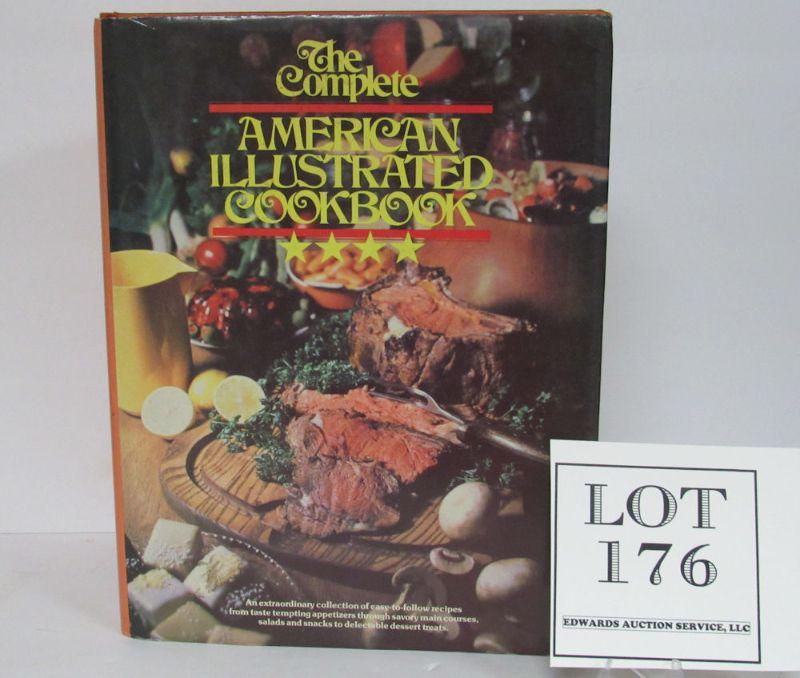 The
Complete
AMERICAN
ILLUSTRATED
COOKBOOK
An extraordinary collection of easy-to-follow recipes
from taste tempting appetizers through savory main courses,
salads and snacks to delectable dessert treats.
LOT
176
EDWARDS AUCTION SERVICE, LLC